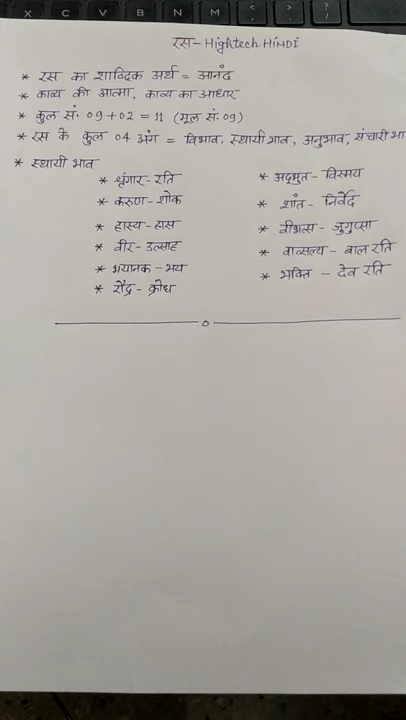 X C V B N M < > ?
रस- Hightech HINDI
* रस का शाब्दिक अर्थ = आनंद
* काव्य की आत्मा, काव्य का आधार
* कुल सं. 09+02 = 11 (मूल सं. 09)
* रस के कुल 04 अंग = विभाव, स्थायी भाव, अनुभाव, संचारी भा
* स्थायी भाव
* श्रृंगार- रति
* करुण - शोक
* हास्य - हास
* वीर- उत्साह
* भयानक - भय
* रौद्र - क्रोध
* अद्भुत - विस्मय
* शांत - निर्वेद
* वीभत्स - जुगुप्सा
* वात्सल्य - बाल रति
* भक्ति - देव रति